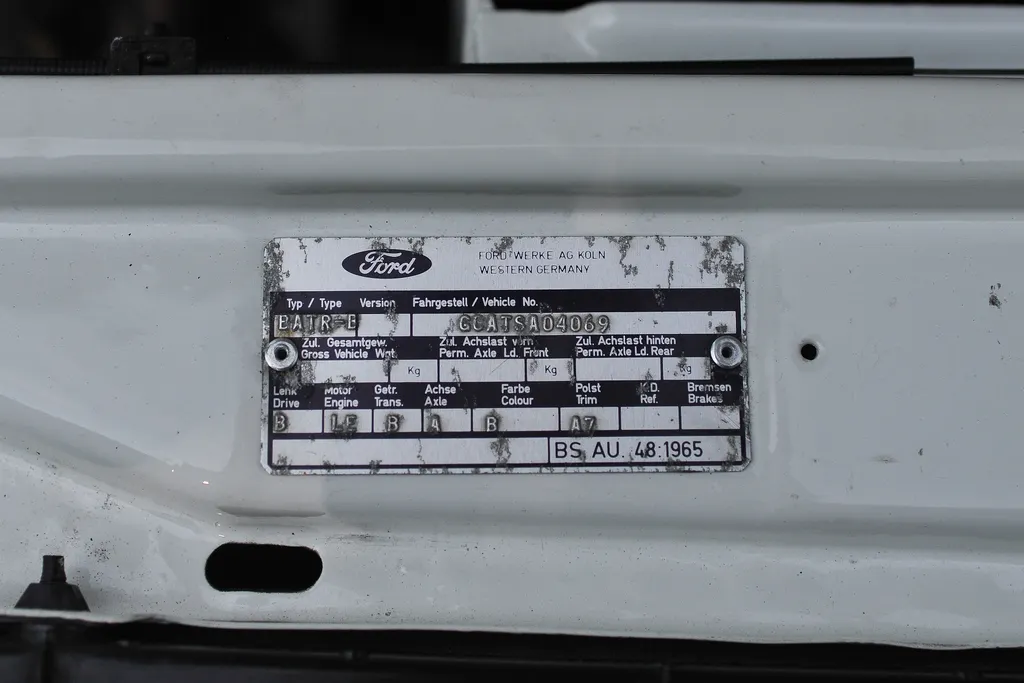 Ford
FORD-WERKE AG KÖLN
WESTERN GERMANY
Typ / Type Version Fahrgestell / Vehicle No.
BATR-E GCATSA04069
Zul. Gesamtgew. Zul. Achslast vorn Zul. Achslast hinten
Gross Vehicle Wgt. Perm. Axle Ld. Front Perm. Axle Ld. Rear
Kg Kg Kg
Lenk Motor Getr. Achse Farbe Polst K.D. Bremsen
Drive Engine Trans. Axle Colour Trim Ref. Brakes
B LE B A B A7
BS. AU. 48:1965